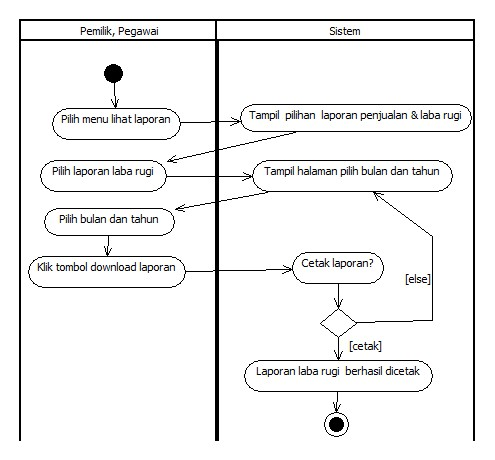 Pemilik, Pegawai
Sistem
Pilih menu lihat laporan
Tampil pilihan laporan penjualan & laba rugi
Pilih laporan laba rugi
Tampil halaman pilih bulan dan tahun
Pilih bulan dan tahun
Klik tombol download laporan
Cetak laporan?
[else]
[cetak]
Laporan laba rugi berhasil dicetak